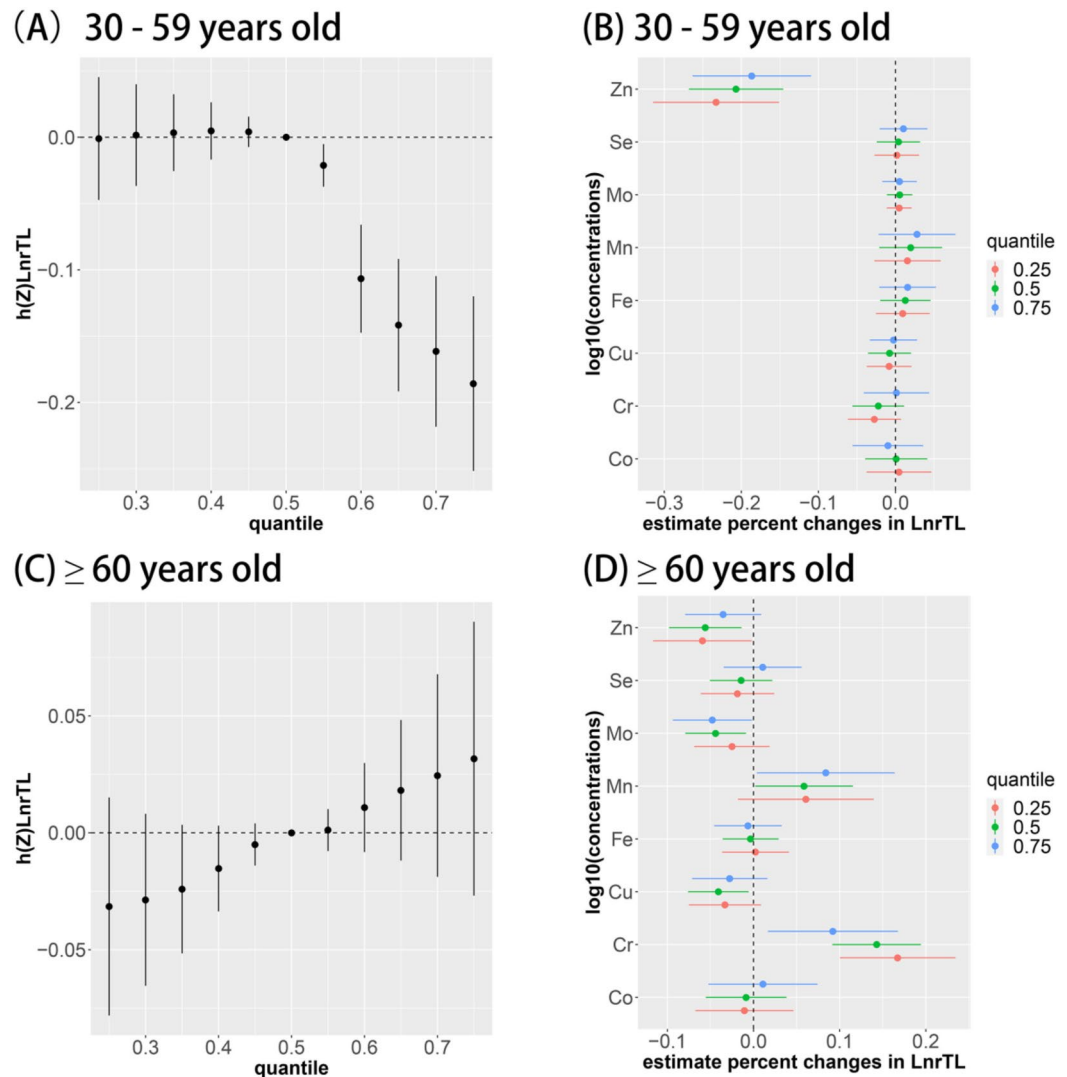 (A) 30 - 59 years old
h(Z)LnrTL
0.0
−0.1
−0.2
0.3 0.4 0.5 0.6 0.7
quantile
(B) 30 - 59 years old
log10(concentrations)
Zn
Se
Mo
Mn
Fe
Cu
Cr
Co
−0.3 −0.2 −0.1 0.0
estimate percent changes in LnrTL
quantile
0.25
0.5
0.75
(C) ≥ 60 years old
h(Z)LnrTL
0.05
0.00
−0.05
0.3 0.4 0.5 0.6 0.7
quantile
(D) ≥ 60 years old
log10(concentrations)
Zn
Se
Mo
Mn
Fe
Cu
Cr
Co
−0.1 0.0 0.1 0.2
estimate percent changes in LnrTL
quantile
0.25
0.5
0.75